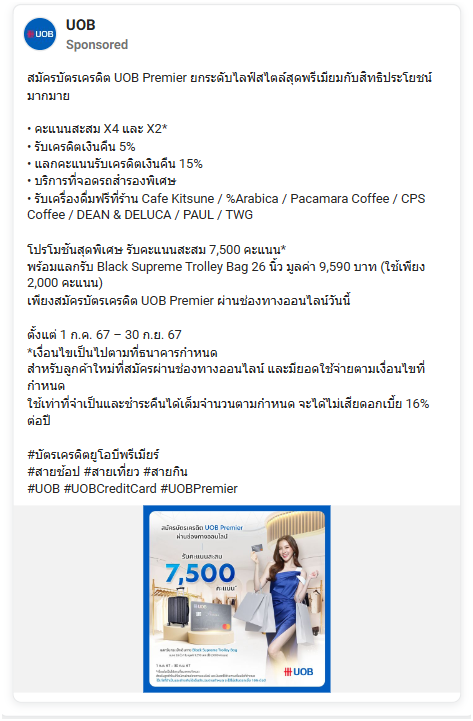 UOB
UOB
Sponsored
สมัครบัตรเครดิต UOB Premier ยกระดับไลฟ์สไตล์สุดพรีเมียมกับสิทธิประโยชน์
มากมาย
• คะแนนสะสม X4 และ X2*
• รับเครดิตเงินคืน 5%
• แลกคะแนนรับเครดิตเงินคืน 15%
• บริการที่จอดรถสำรองพิเศษ
• รับเครื่องดื่มฟรีที่ร้าน Cafe Kitsune / %Arabica / Pacamara Coffee / CPS
Coffee / DEAN & DELUCA / PAUL / TWG
โปรโมชันสุดพิเศษ รับคะแนนสะสม 7,500 คะแนน*
พร้อมแลกรับ Black Supreme Trolley Bag 26 นิ้ว มูลค่า 9,590 บาท (ใช้เพียง
2,000 คะแนน)
เพียงสมัครบัตรเครดิต UOB Premier ผ่านช่องทางออนไลน์วันนี้
ตั้งแต่ 1 ก.ค. 67 – 30 ก.ย. 67
*เงื่อนไขเป็นไปตามที่ธนาคารกำหนด
สำหรับลูกค้าใหม่ที่สมัครผ่านช่องทางออนไลน์ และมียอดใช้จ่ายตามเงื่อนไขที่
กำหนด
ใช้เท่าที่จำเป็นและชำระคืนได้เต็มจำนวนตามกำหนด จะได้ไม่เสียดอกเบี้ย 16%
ต่อปี
#บัตรเครดิตยูโอบีพรีเมียร์
#สายช้อป #สายเที่ยว #สายกิน
#UOB #UOBCreditCard #UOBPremier
สมัครบัตรเครดิต UOB Premier
ผ่านช่องทางออนไลน์
รับคะแนนสะสม
7,500
คะแนน*
UOB
Black Supreme Trolley Bag
UOB